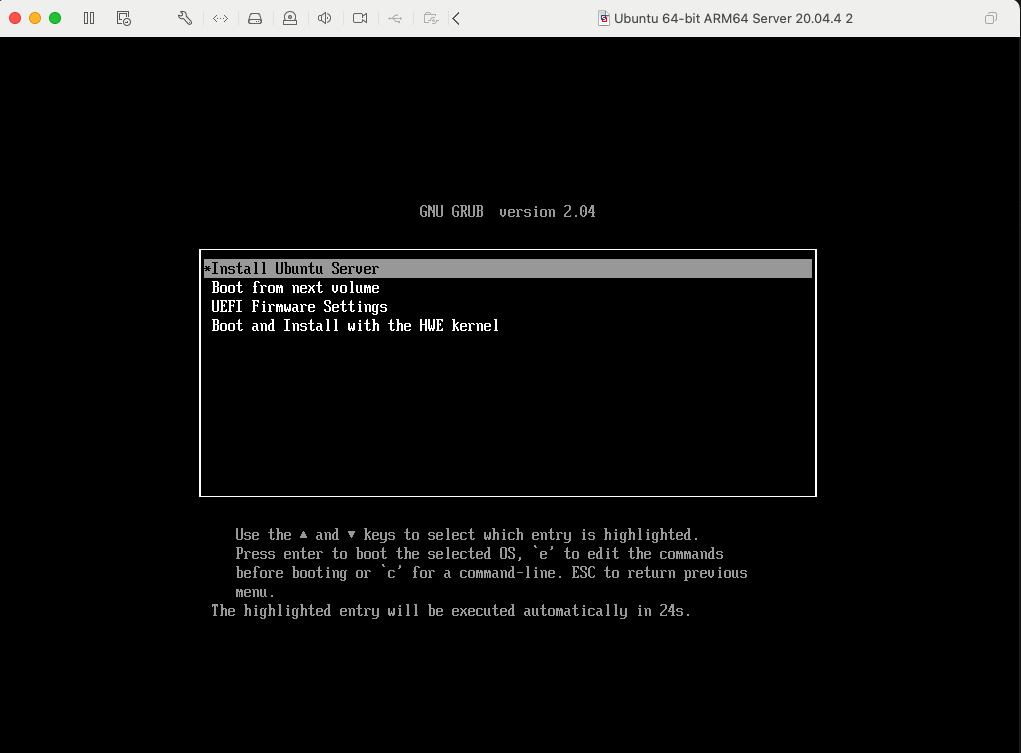 Ubuntu 64-bit ARM64 Server 20.04.4 2
GNU GRUB  version 2.04
*Install Ubuntu Server
Boot from next volume
UEFI Firmware Settings
Boot and Install with the HWE kernel
Use the ▲ and ▼ keys to select which entry is highlighted.
Press enter to boot the selected OS, `e' to edit the commands
before booting or `c' for a command-line. ESC to return previous
menu.
The highlighted entry will be executed automatically in 24s.